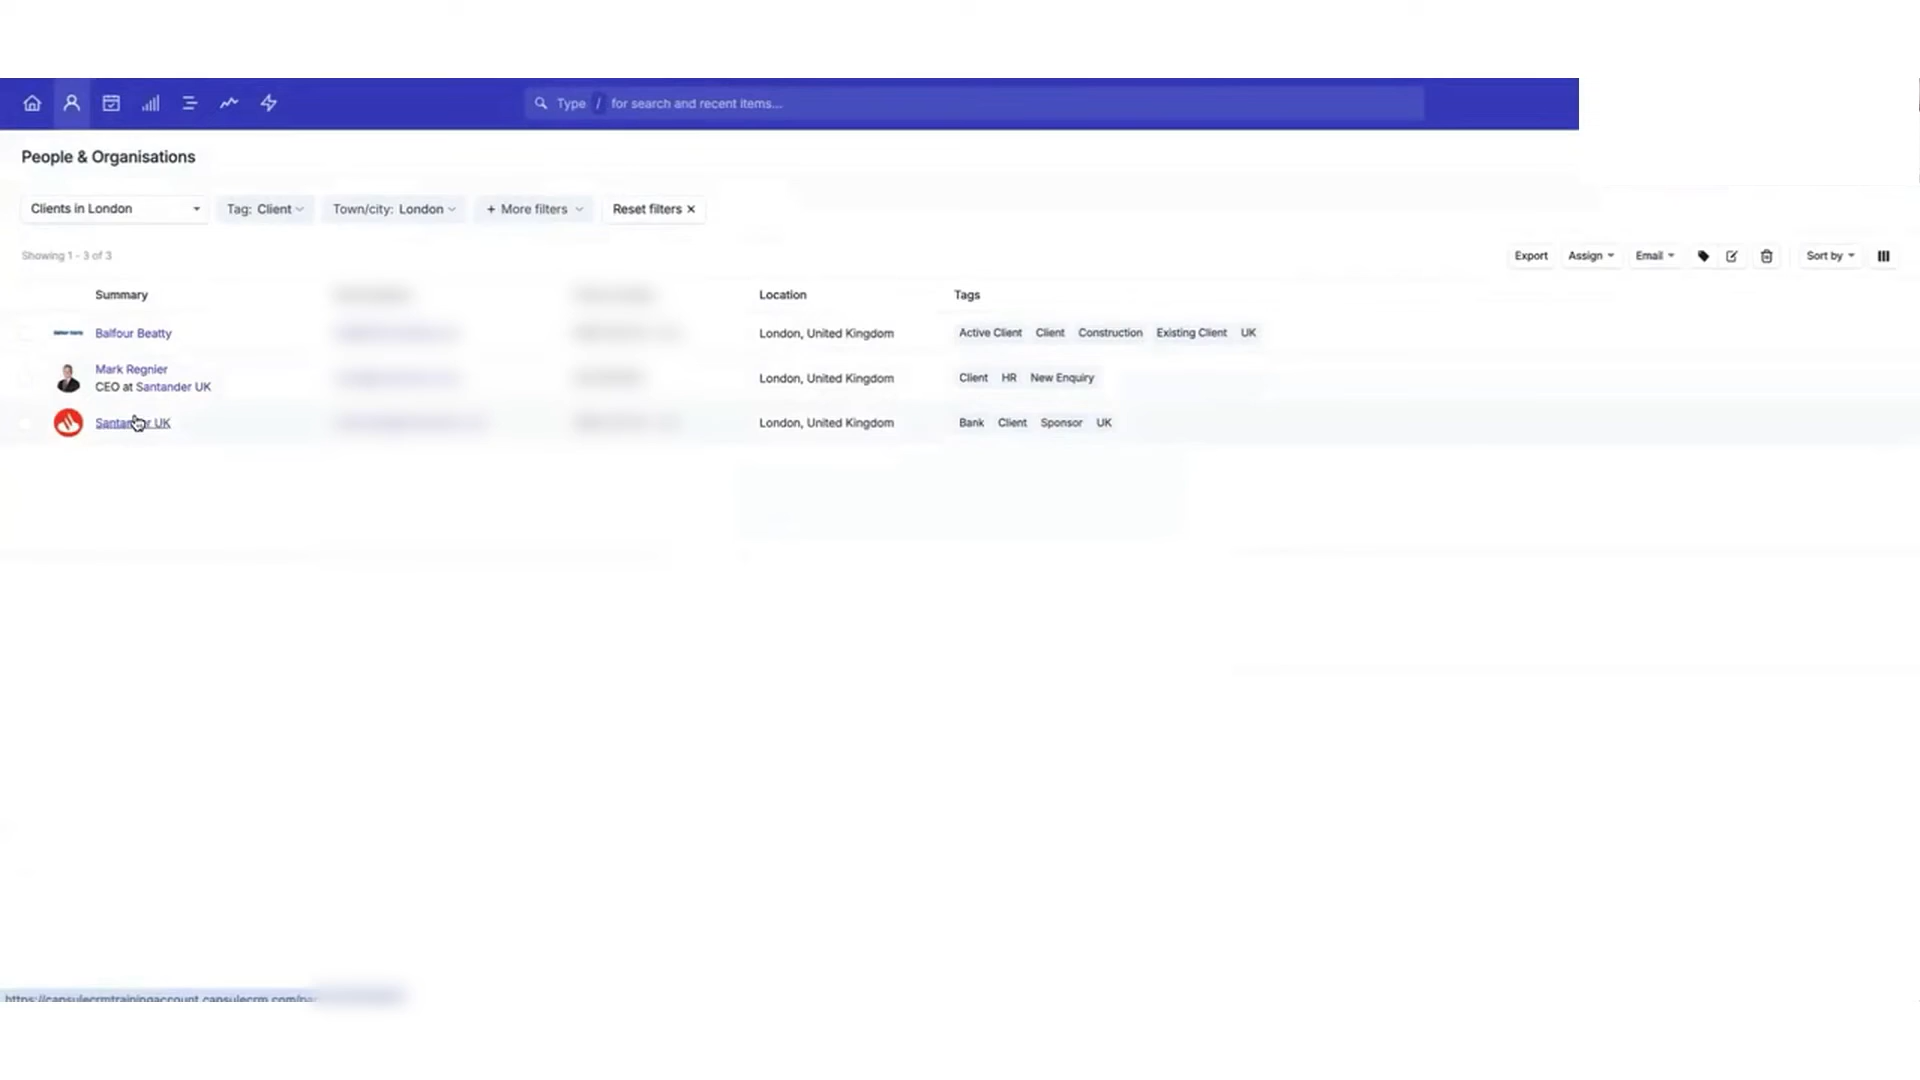 Type / for search and recent items...
People & Organisations
Clients in London Tag: Client Town/city: London + More filters Reset filters ×
Showing 1 - 3 of 3 Export Assign Email Sort by
Summary Location Tags
Balfour Beatty London, United Kingdom Active Client Client Construction Existing Client UK
Mark Regnier
CEO at Santander UK London, United Kingdom Client HR New Enquiry
Santander UK London, United Kingdom Bank Client Sponsor UK
https://capsulecrmtrainingaccount.capsulecrm.com/